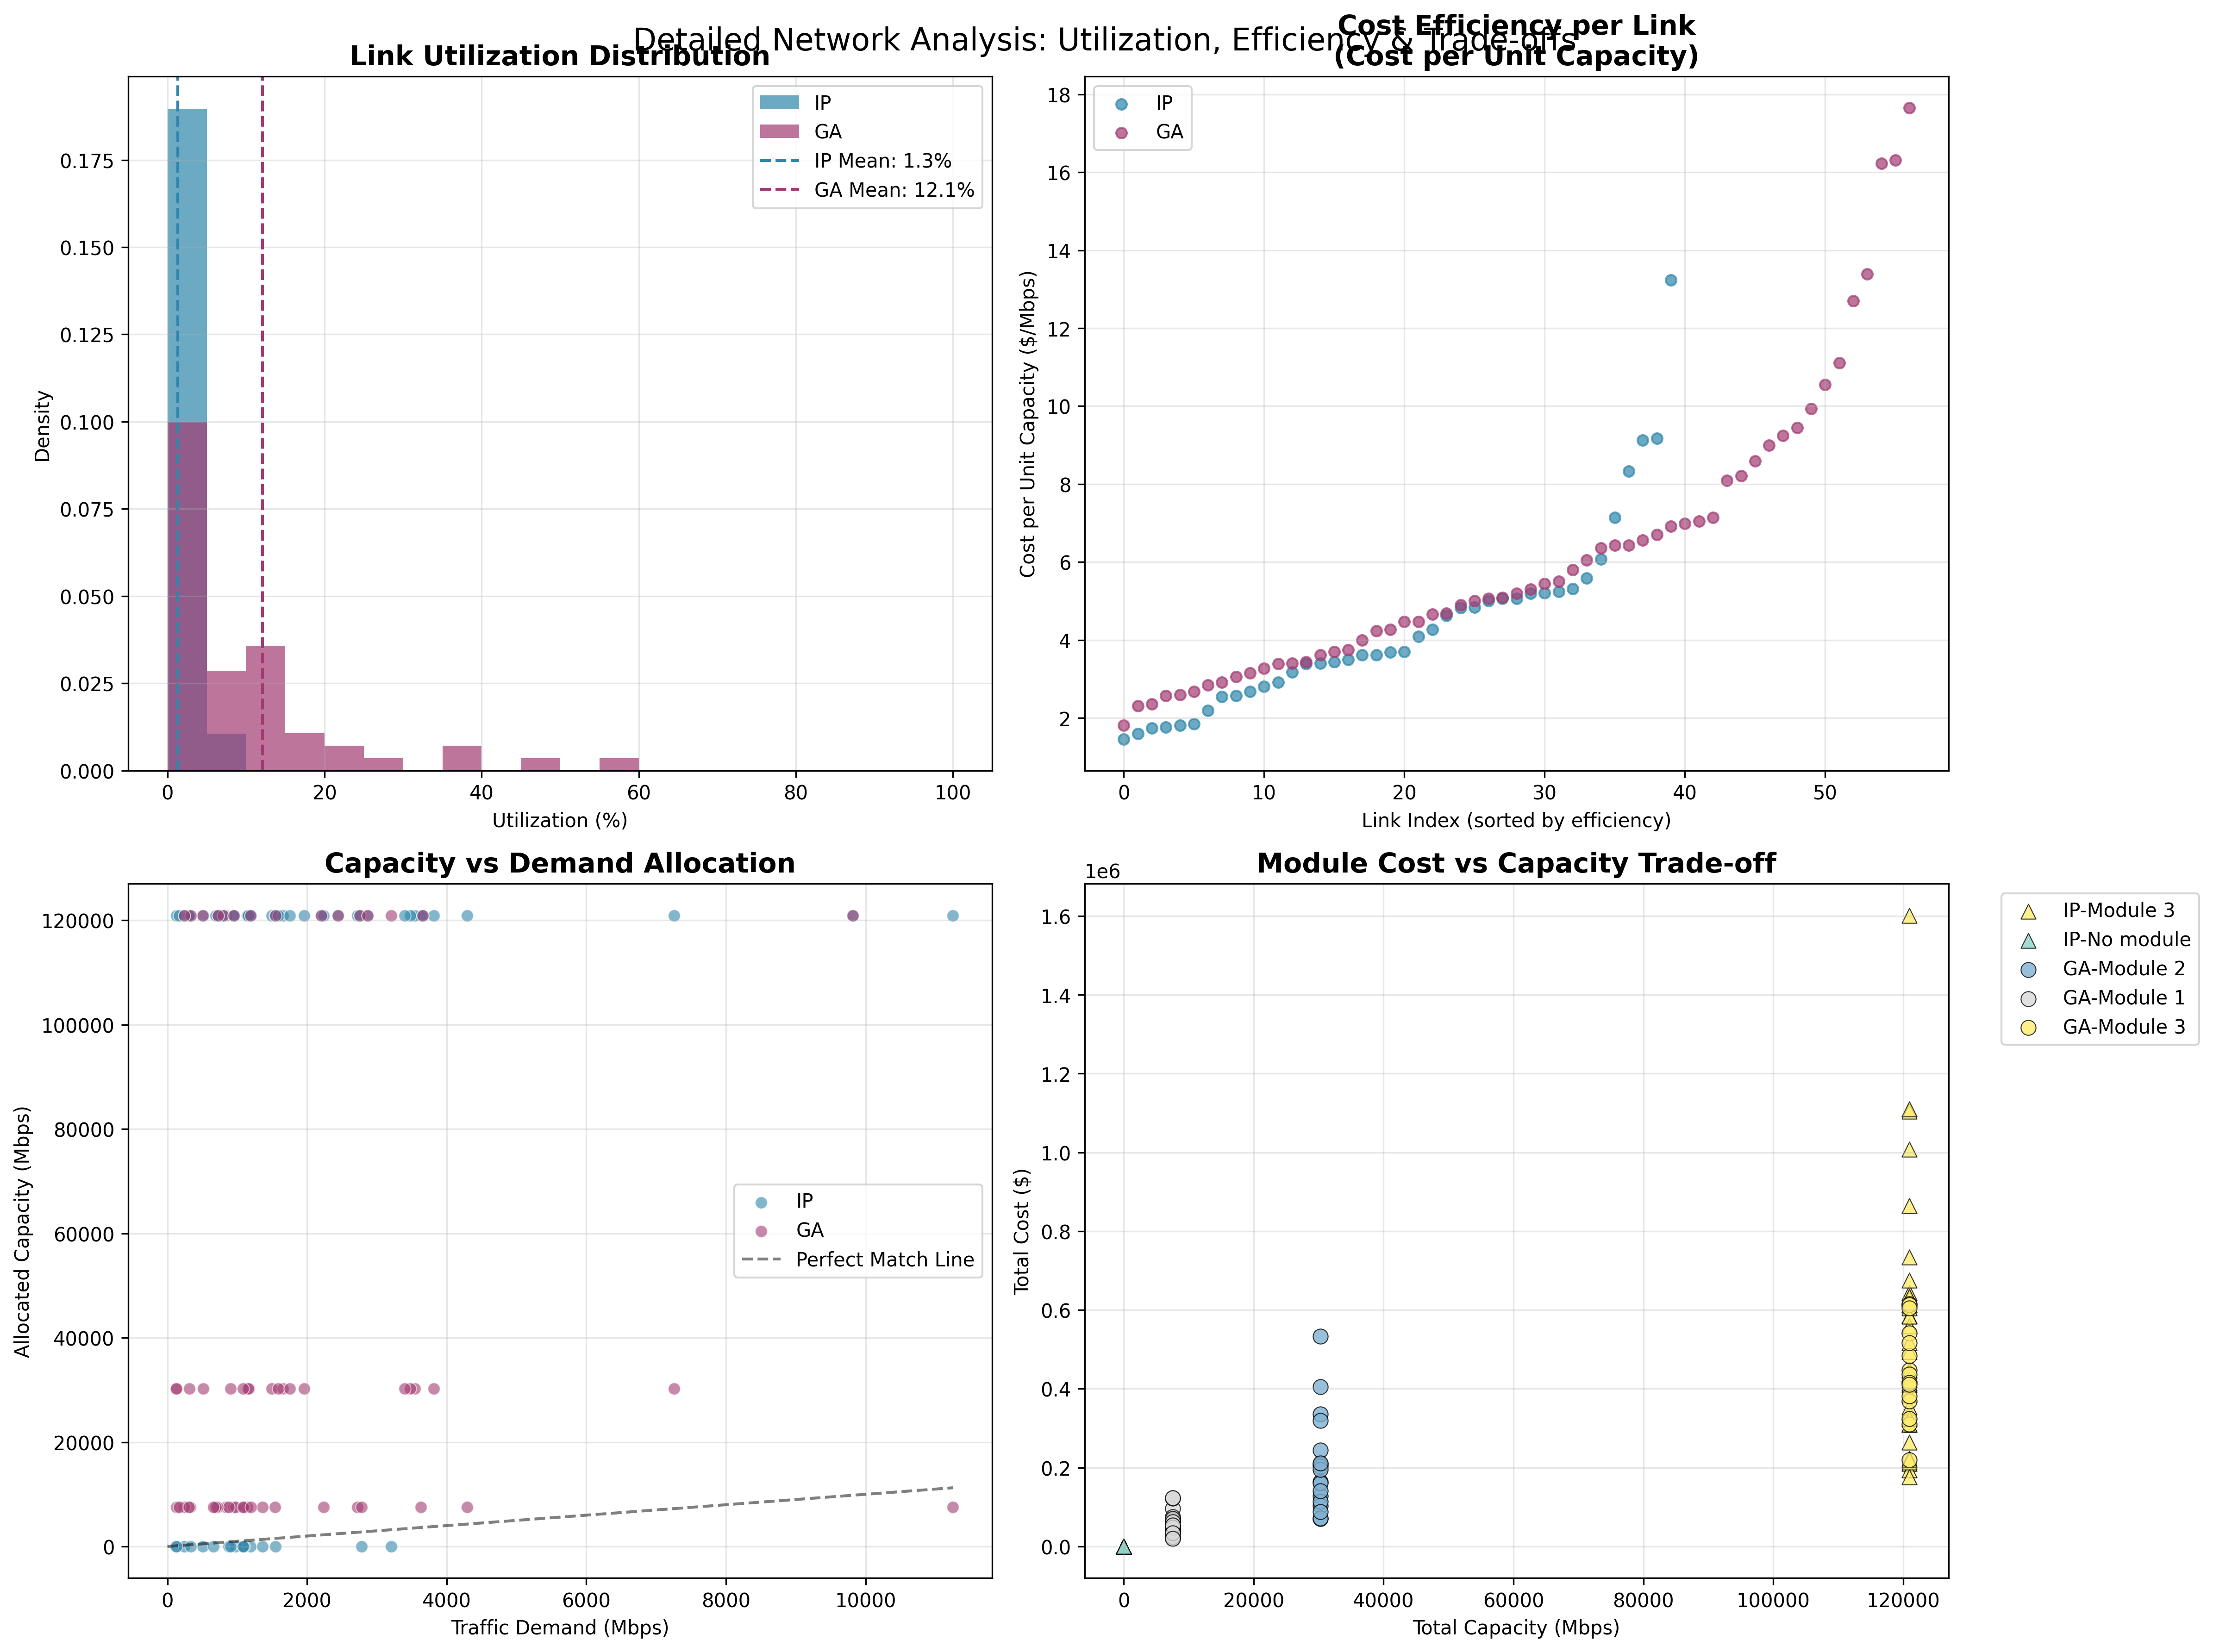 Detailed Network Analysis: Utilization, Efficiency & Trade-offs
Link Utilization Distribution
IP
GA
IP Mean: 1.3%
GA Mean: 12.1%
0.175
0.150
0.125
0.100
0.075
0.050
0.025
0.000
Density
0 20 40 60 80 100
Utilization (%)
Cost Efficiency per Link
(Cost per Unit Capacity)
IP
GA
18
16
14
12
10
8
6
4
2
Cost per Unit Capacity ($/Mbps)
0 10 20 30 40 50
Link Index (sorted by efficiency)
Capacity vs Demand Allocation
IP
GA
Perfect Match Line
120000
100000
80000
60000
40000
20000
0
Allocated Capacity (Mbps)
0 2000 4000 6000 8000 10000
Traffic Demand (Mbps)
Module Cost vs Capacity Trade-off
1e6
1.6
1.4
1.2
1.0
0.8
0.6
0.4
0.2
0.0
Total Cost ($)
0 20000 40000 60000 80000 100000 120000
Total Capacity (Mbps)
IP-Module 3
IP-No module
GA-Module 2
GA-Module 1
GA-Module 3